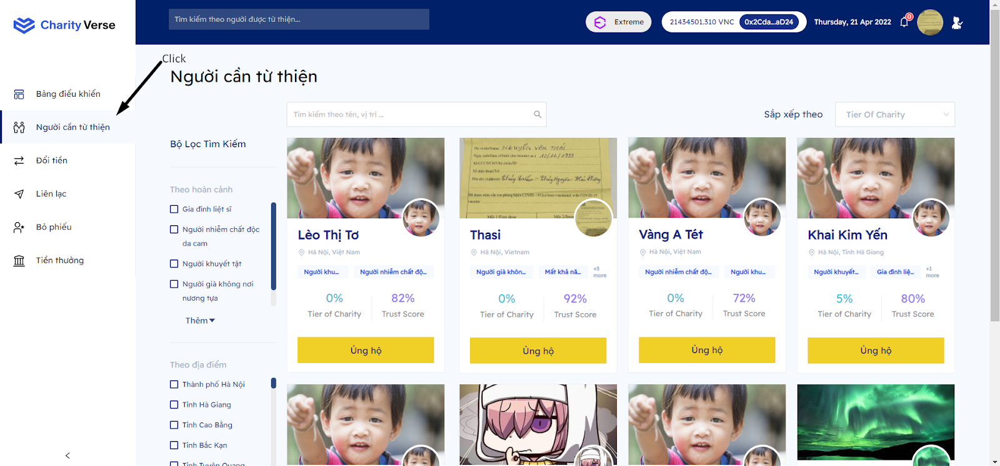 Charity Verse
Tìm kiếm theo người được từ thiện...
Extreme
21434501.310 VNC
0x2Cda...aD24
Thursday, 21 Apr 2022
0
Click
Bảng điều khiển
Người cần từ thiện
Đổi tiền
Liên lạc
Bỏ phiếu
Tiền thưởng
Người cần từ thiện
Tìm kiếm theo tên, vị trí ...
Sắp xếp theo
Tier Of Charity
Bộ Lọc Tìm Kiếm
Theo hoàn cảnh
Gia đình liệt sĩ
Người nhiễm chất độc
da cam
Người khuyết tật
Người già không nơi
nương tựa
Thêm
Theo địa điểm
Thành phố Hà Nội
Tỉnh Hà Giang
Tỉnh Cao Bằng
Tỉnh Bắc Kạn
Tỉnh Tuyên Quang
Lèo Thị Tơ
Hà Nội, Việt Nam
Người khu...
Người nhiễm chất độ...
0%
Tier of Charity
82%
Trust Score
Ủng hộ
NGUYỄN VĂN THÁI
10/12/1999
Thasi
Hà Nội, Vietnam
Người già khôn...
Mất khả nă...
+3
more
0%
Tier of Charity
92%
Trust Score
Ủng hộ
Vàng A Tét
Hà Nội, Việt Nam
Người nhiễm chất độ...
Người khu...
0%
Tier of Charity
72%
Trust Score
Ủng hộ
Khai Kim Yến
Hà Nội, Tỉnh Hà Giang
Người khuyết...
Gia đình liệ...
+1
more
5%
Tier of Charity
80%
Trust Score
Ủng hộ